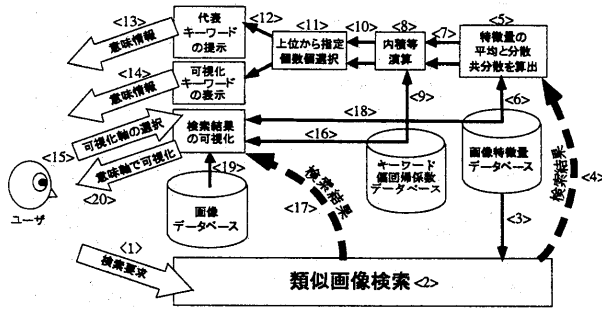 <13>
意味情報
代表
キーワード
の提示
<12>
<11>
上位から指定
個数個選択
<10>
<8>
内積等
演算
<7>
<5>
特徴量の
平均と分散
共分散を算出
<14>
意味情報
可視化
キーワード
の表示
<9>
<6>
<18>
<15>
可視化軸の選択
検索結果
の可視化
<16>
意味軸で可視化
<20>
ユーザ
<19>
画像
データベース
検索結果
<17>
キーワード
偏回帰係数
データベース
画像特徴量
データベース
<3>
検索結果
<4>
<1>
検索要求
類似画像検索<2>